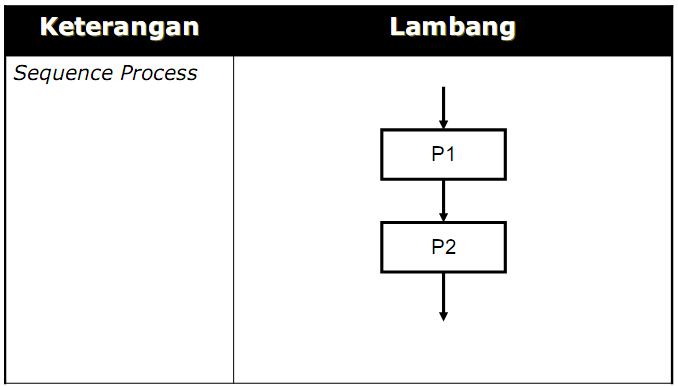 Keterangan
Lambang
Sequence Process
P1
P2